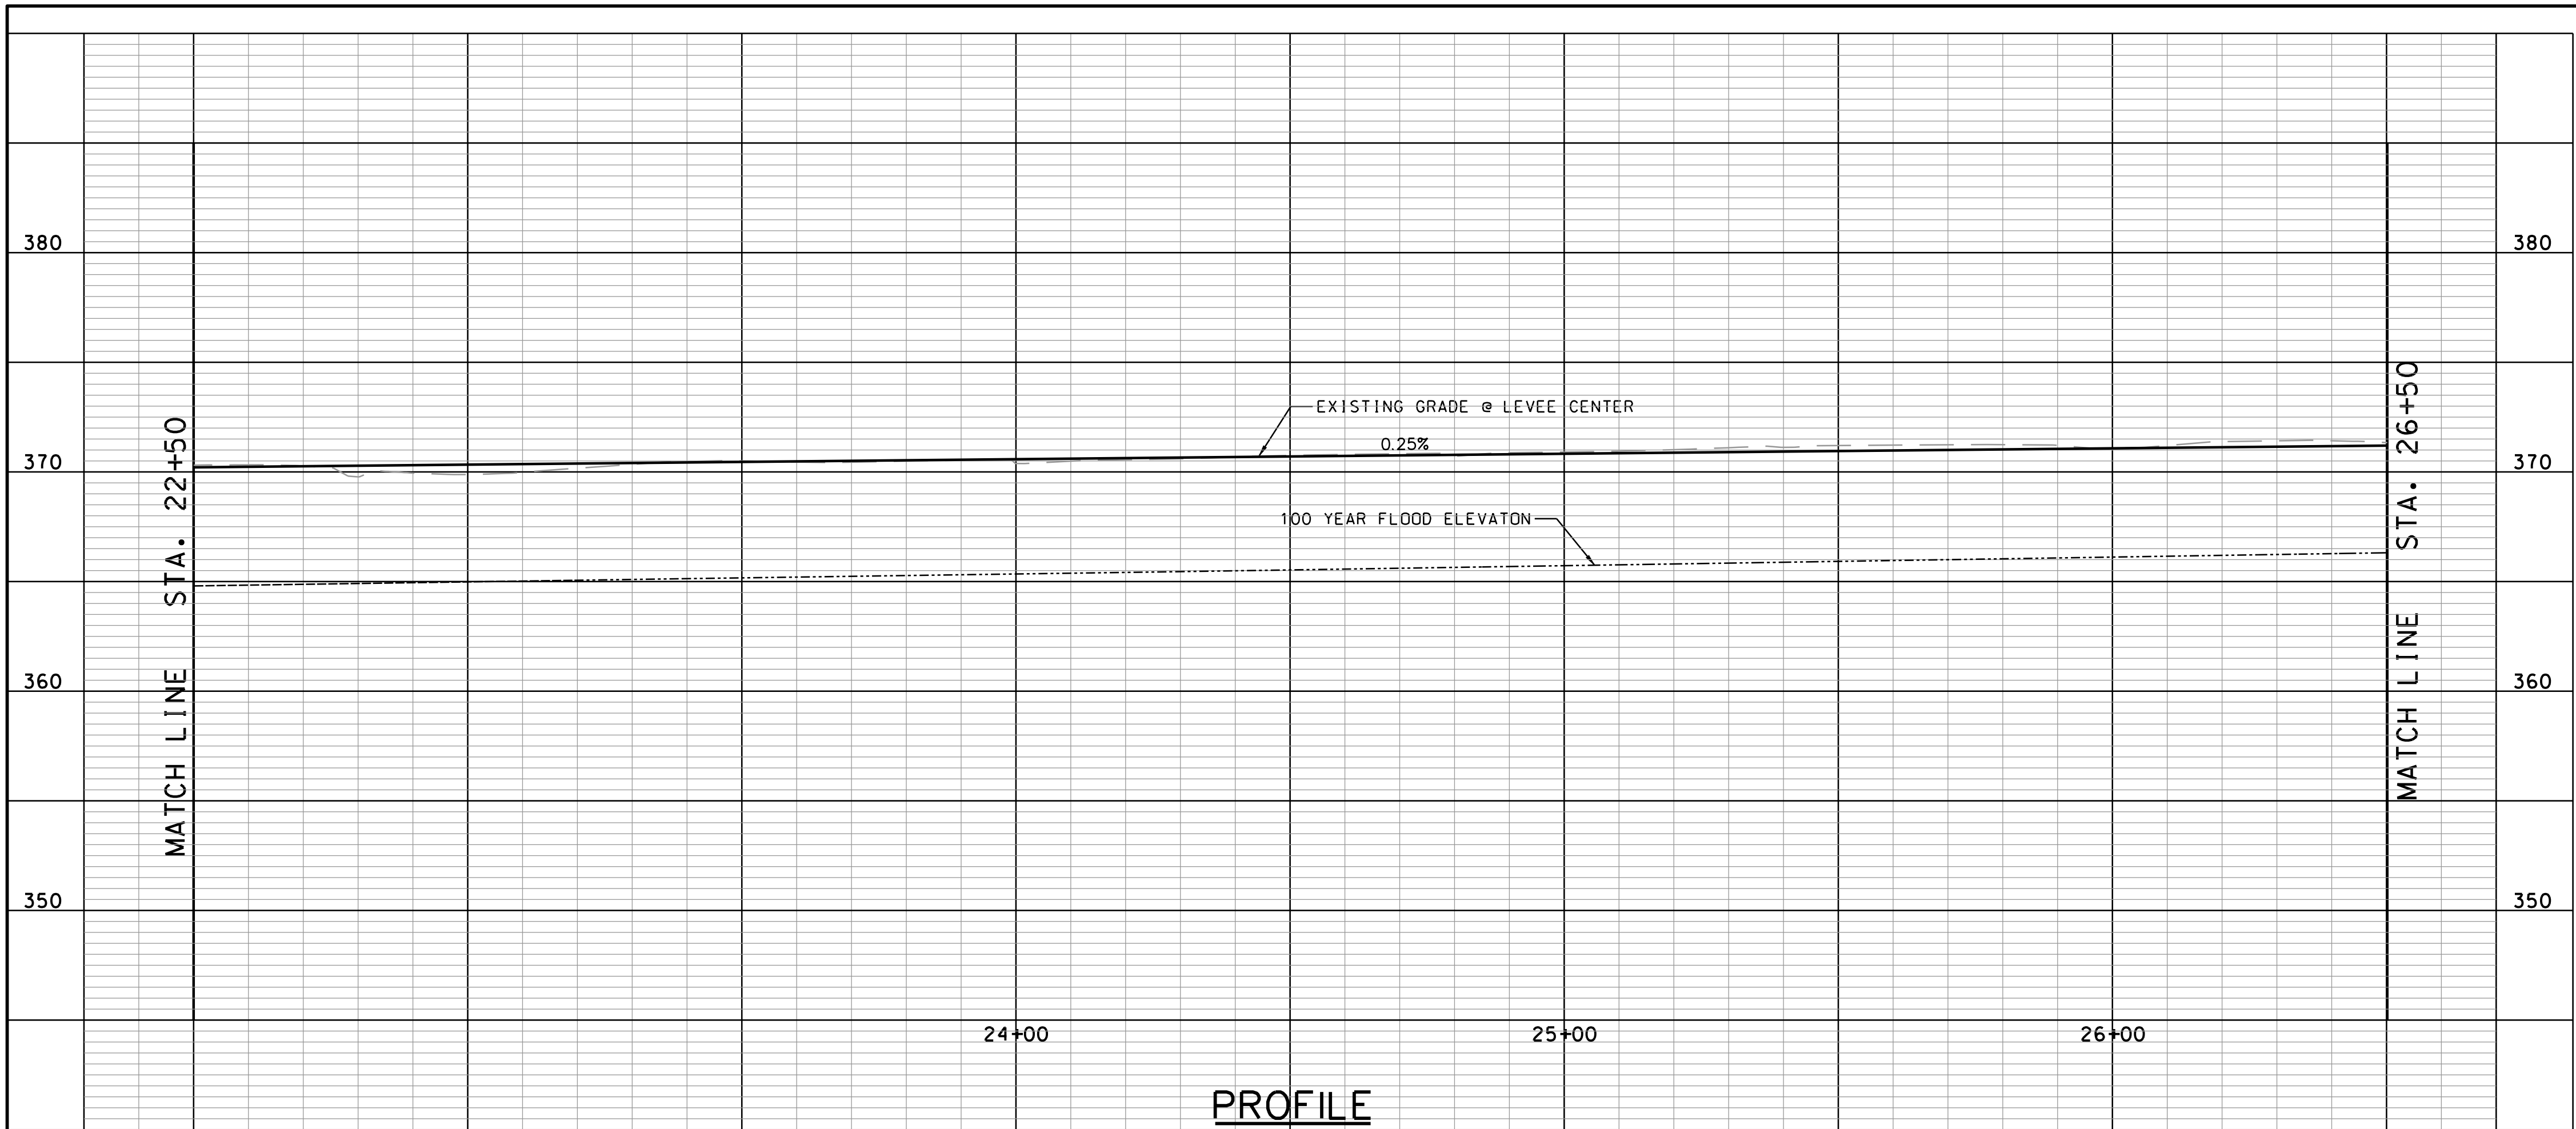 380
380
EXISTING GRADE @ LEVEE CENTER
0.25%
370
370
100 YEAR FLOOD ELEVATON
MATCH LINE STA. 22+50
MATCH LINE STA. 26+50
360
360
350
350
24+00
25+00
26+00
PROFILE